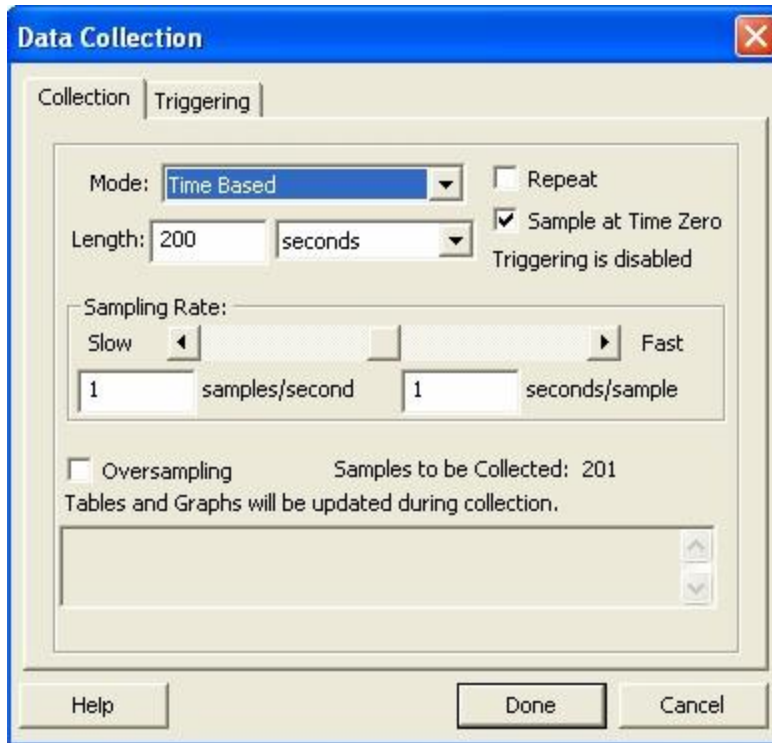 Data Collection
Collection Triggering
Mode: Time Based Repeat
Length: 200 seconds Sample at Time Zero
Triggering is disabled
Sampling Rate:
Slow Fast
1 samples/second 1 seconds/sample
Oversampling Samples to be Collected: 201
Tables and Graphs will be updated during collection.
Help Done Cancel